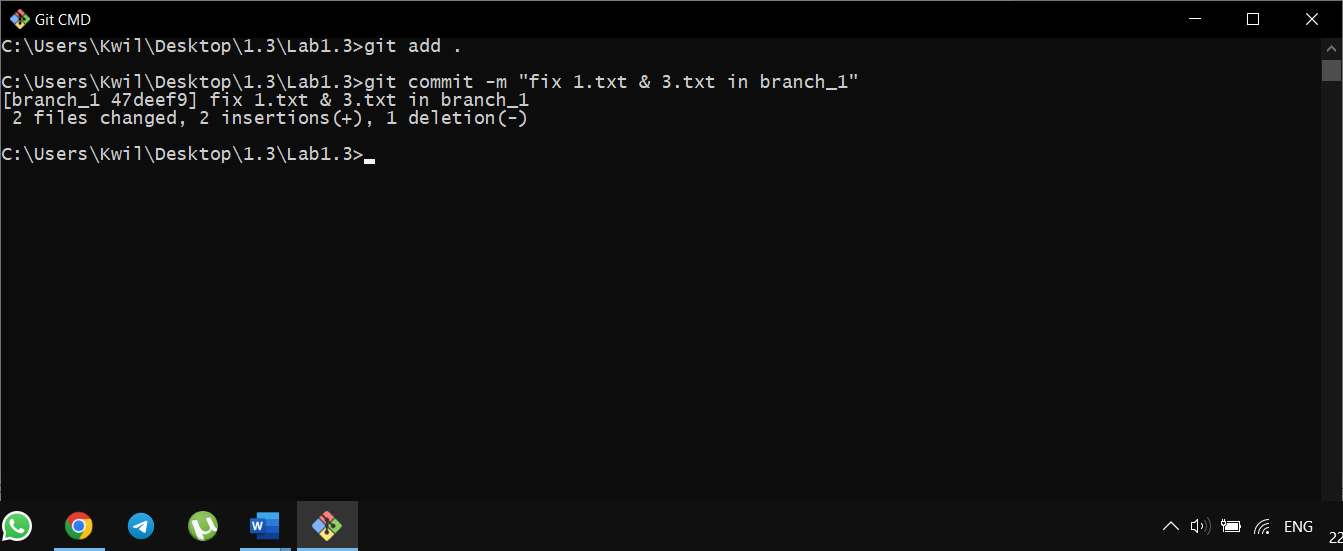 Git CMD
C:\Users\Kwil\Desktop\1.3\Lab1.3>git add .
C:\Users\Kwil\Desktop\1.3\Lab1.3>git commit -m "fix 1.txt & 3.txt in branch_1"
[branch_1 47deef9] fix 1.txt & 3.txt in branch_1
 2 files changed, 2 insertions(+), 1 deletion(-)
C:\Users\Kwil\Desktop\1.3\Lab1.3>
W
ENG
22